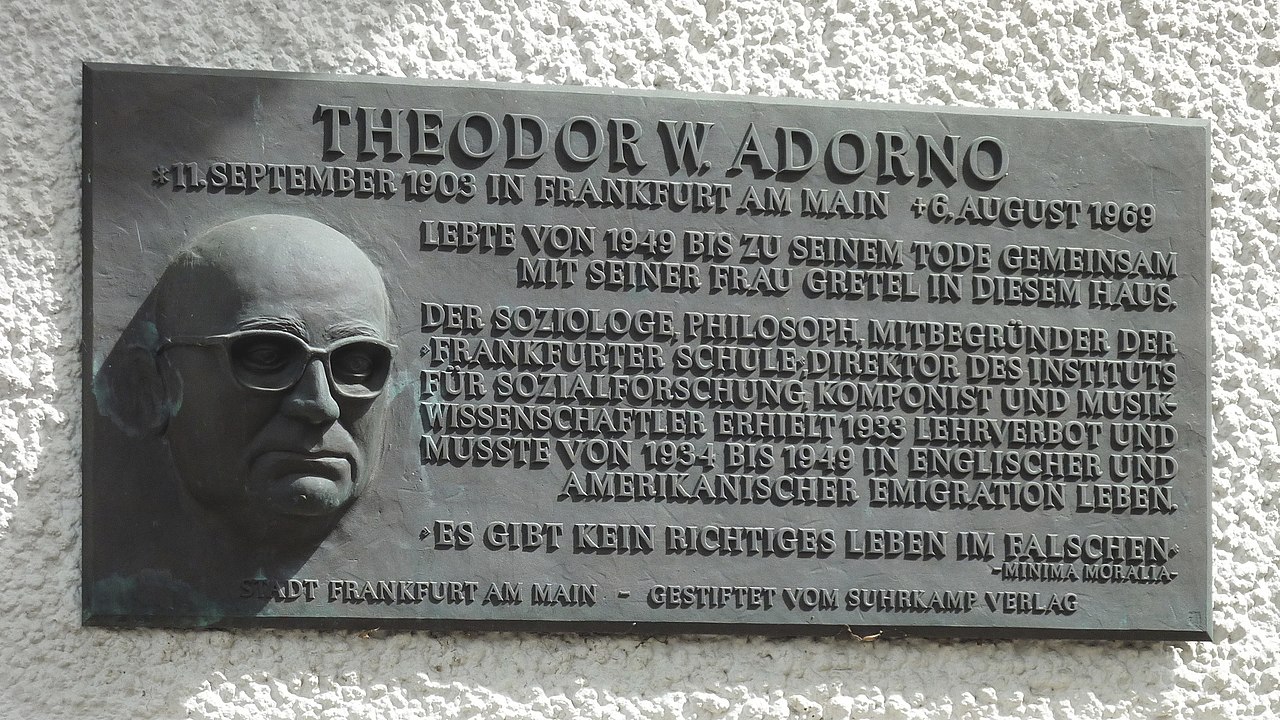 THEODOR W. ADORNO
*11. SEPTEMBER 1903 IN FRANKFURT AM MAIN +6. AUGUST 1969
LEBTE VON 1949 BIS ZU SEINEM TODE GEMEINSAM
MIT SEINER FRAU GRETEL IN DIESEM HAUS.
DER SOZIOLOGE, PHILOSOPH, MITBEGRÜNDER DER
›FRANKFURTER SCHULE‹, DIREKTOR DES INSTITUTS
FÜR SOZIALFORSCHUNG, KOMPONIST UND MUSIK-
WISSENSCHAFTLER ERHIELT 1933 LEHRVERBOT UND
MUSSTE VON 1934 BIS 1949 IN ENGLISCHER UND
AMERIKANISCHER EMIGRATION LEBEN.
›ES GIBT KEIN RICHTIGES LEBEN IM FALSCHEN‹
-MINIMA MORALIA-
STADT FRANKFURT AM MAIN - GESTIFTET VOM SUHRKAMP VERLAG